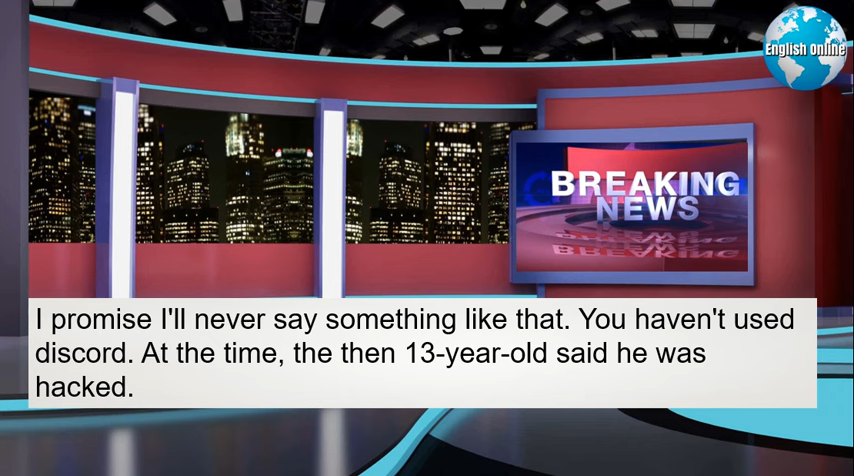 English Online
BREAKING
NEWS
I promise I'll never say something like that. You haven't used
discord. At the time, the then 13-year-old said he was
hacked.